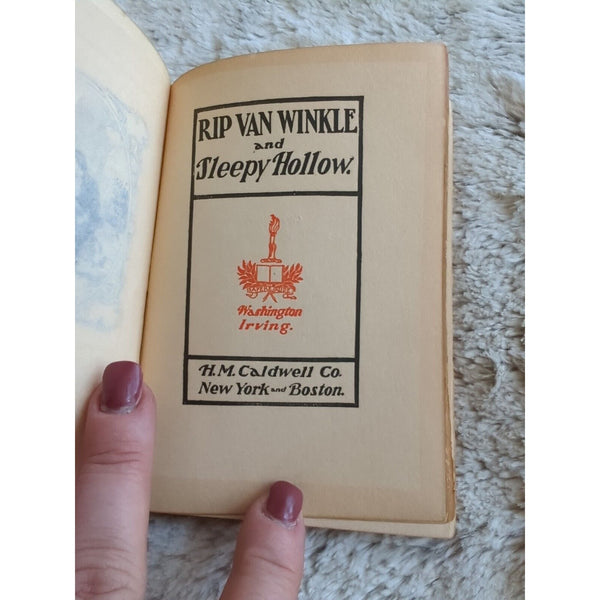 RIP VAN WINKLE
and
Sleepy Hollow.
Washington
Irving.
H.M. Caldwell Co.
New York and Boston.